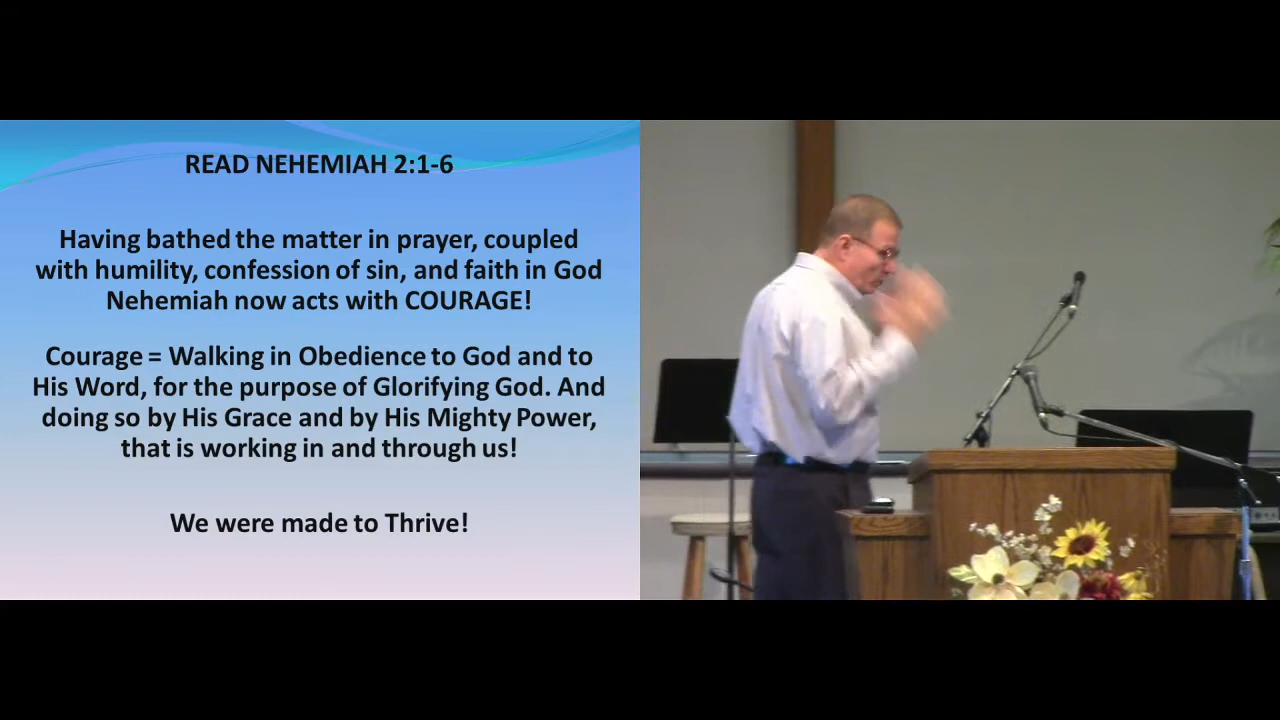 READ NEHEMIAH 2:1-6
Having bathed the matter in prayer, coupled
with humility, confession of sin, and faith in God
Nehemiah now acts with COURAGE!
Courage = Walking in Obedience to God and to
His Word, for the purpose of Glorifying God. And
doing so by His Grace and by His Mighty Power,
that is working in and through us!
We were made to Thrive!